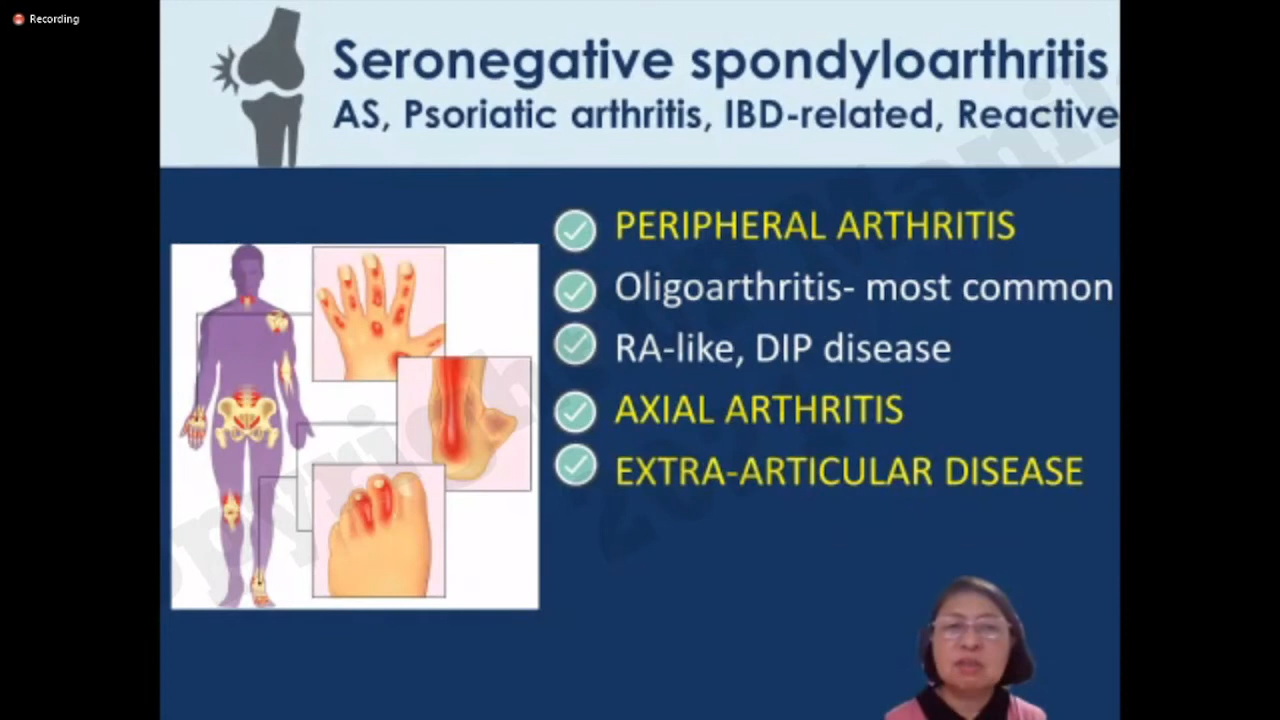 Recording
Seronegative spondyloarthritis
AS, Psoriatic arthritis, IBD-related, Reactive
PERIPHERAL ARTHRITIS
Oligoarthritis- most common
RA-like, DIP disease
AXIAL ARTHRITIS
EXTRA-ARTICULAR DISEASE